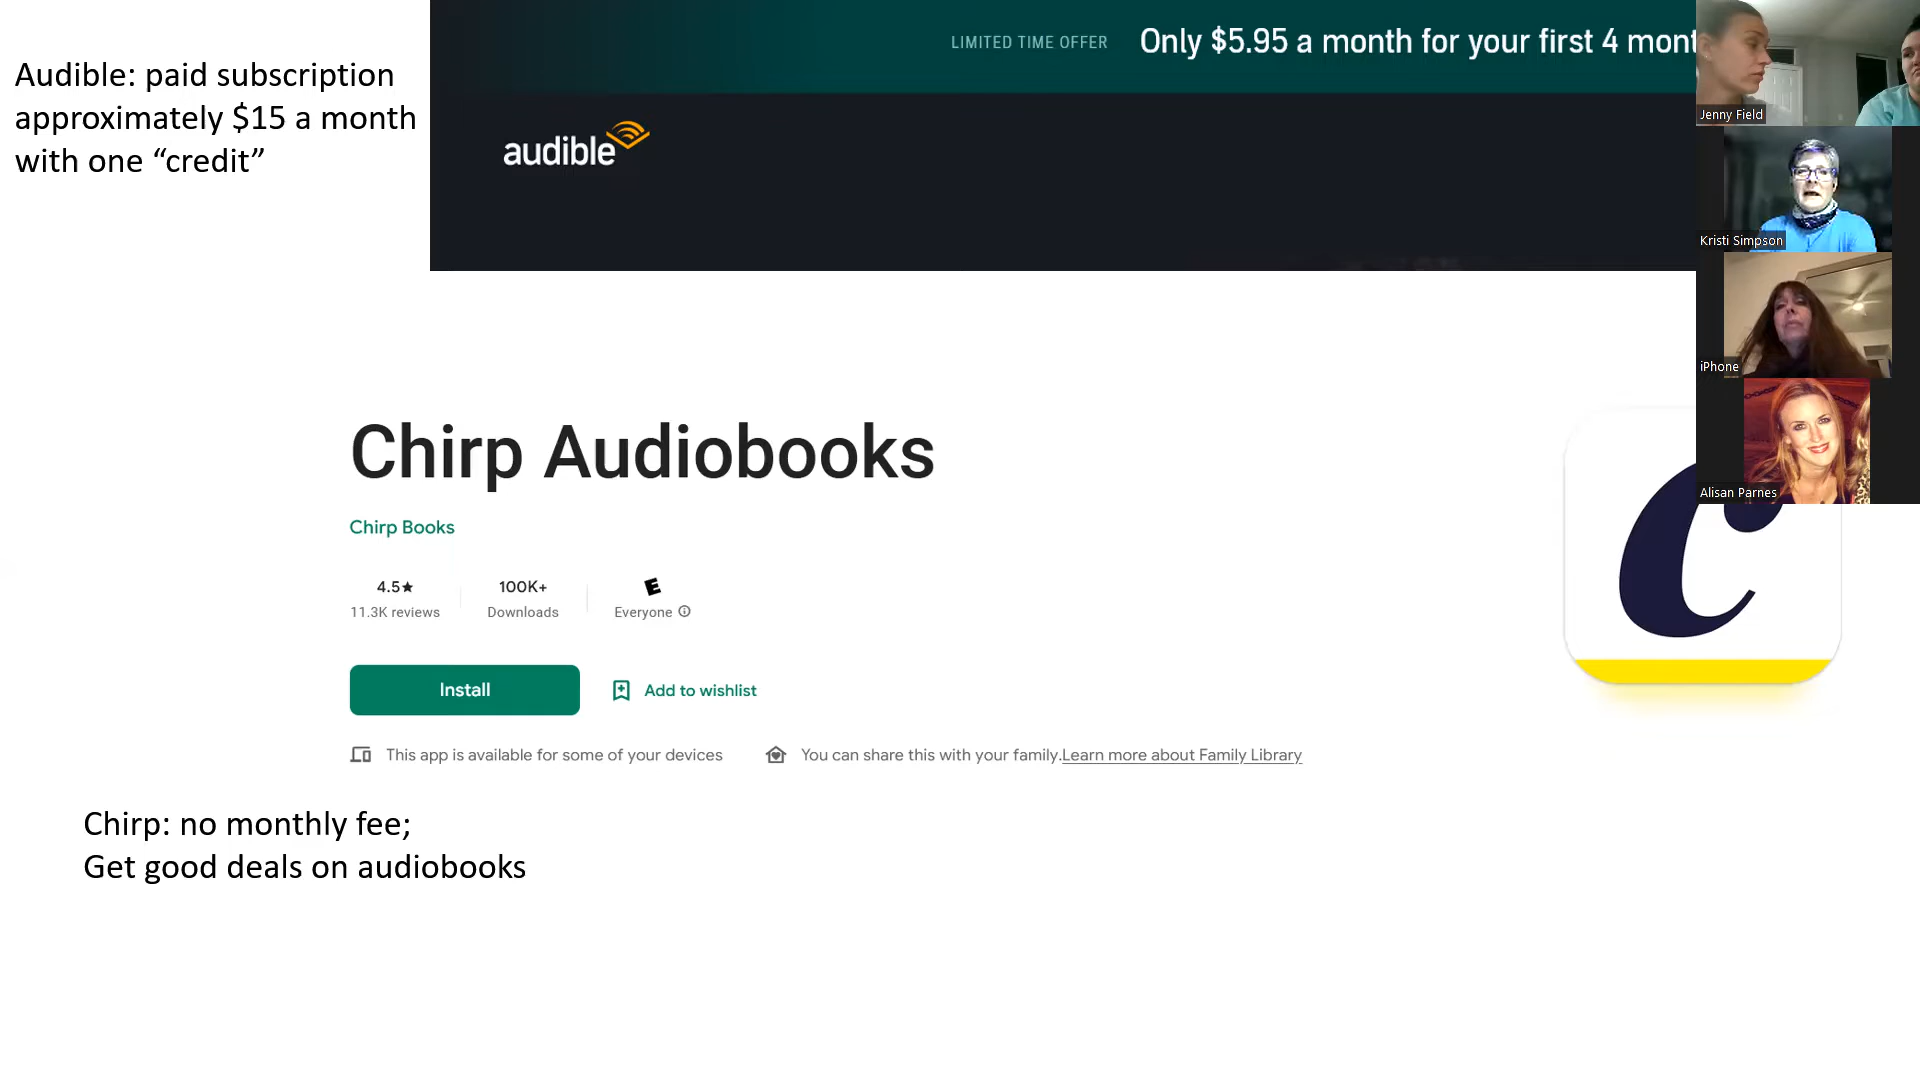 Audible: paid subscription
approximately $15 a month
with one “credit”
LIMITED TIME OFFER Only $5.95 a month for your first 4 mont
audible
Jenny Field
Kristi Simpson
iPhone
Alisan Parnes
Chirp Audiobooks
Chirp Books
4.5★ 100K+ E
11.3K reviews Downloads Everyone
Install Add to wishlist
This app is available for some of your devices You can share this with your family.Learn more about Family Library
C
Chirp: no monthly fee;
Get good deals on audiobooks